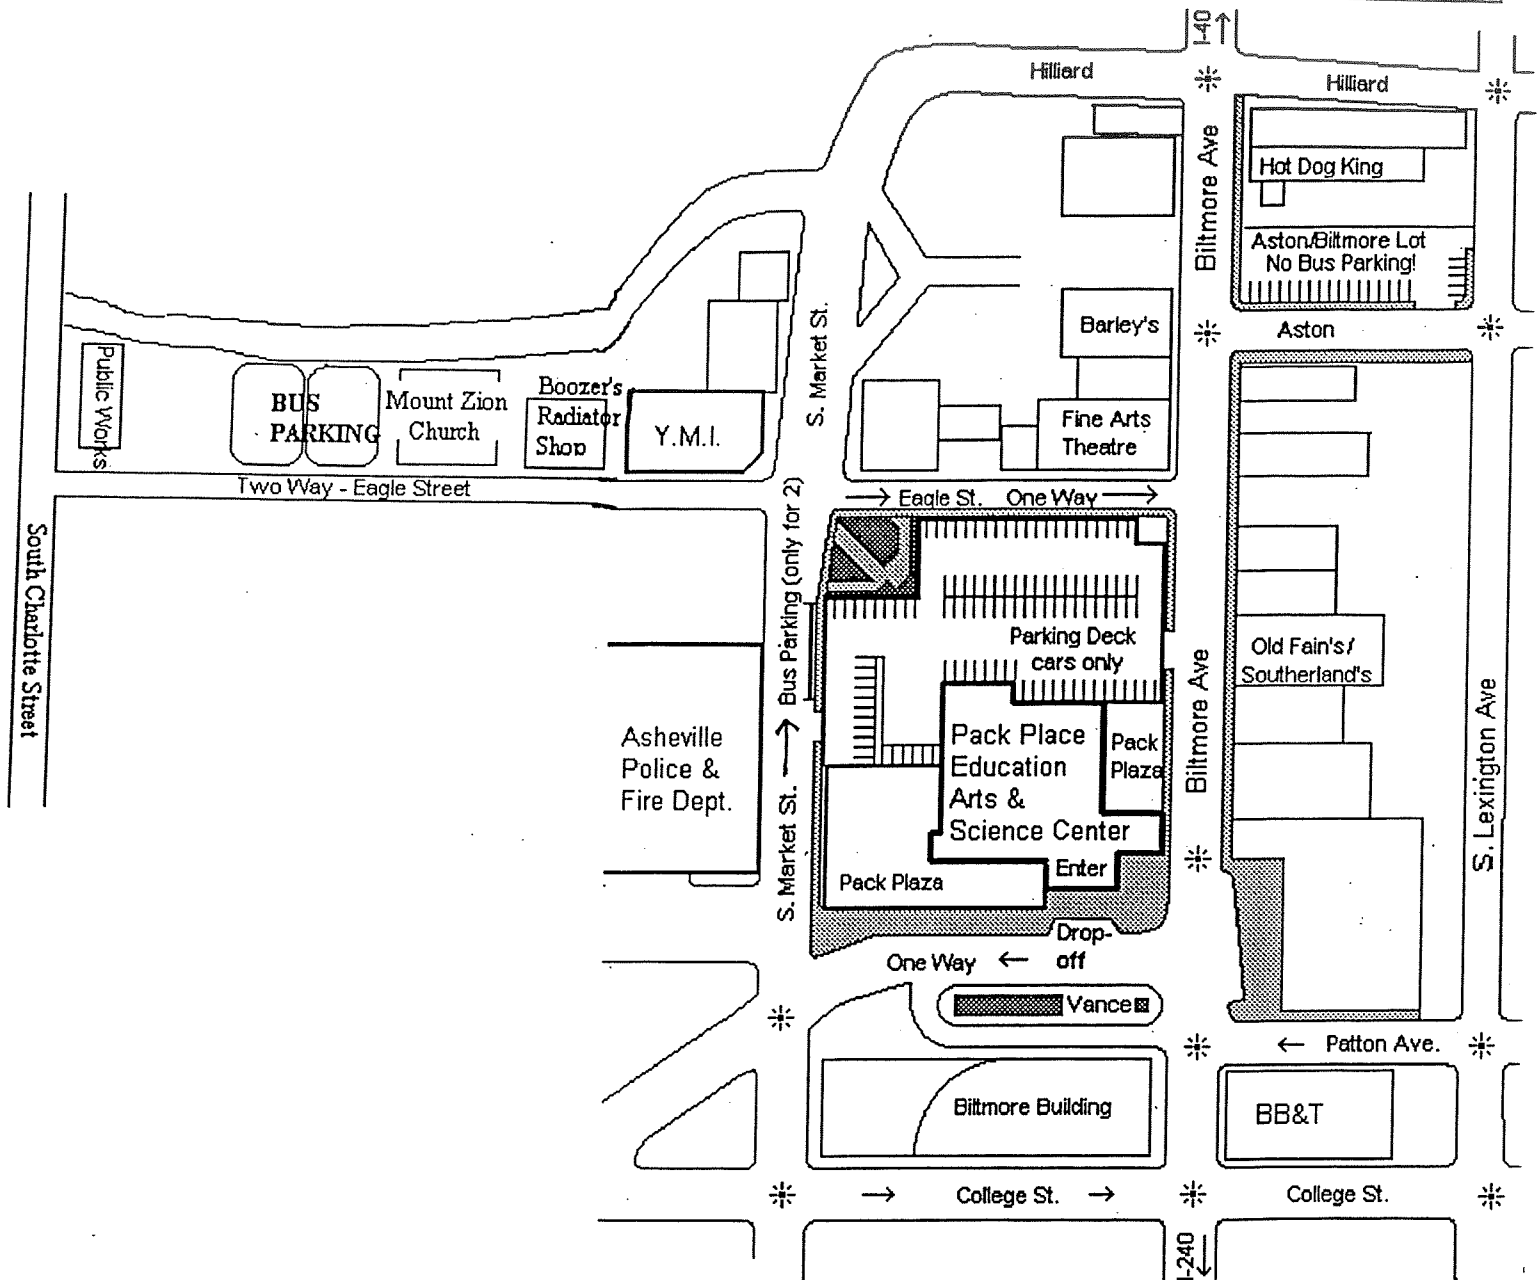 I-40
Hilliard
Hilliard
Biltmore Ave
Hot Dog King
Aston/Biltmore Lot
No Bus Parking!
Aston
Barley's
S. Market St.
Fine Arts
Theatre
Public Works
BUS
PARKING
Mount Zion
Church
Boozer's
Radiator
Shop
Y.M.I.
Two Way - Eagle Street
Eagle St. One Way
South Charlotte Street
Bus Parking (only for 2)
Parking Deck
cars only
Old Fain's/
Southerland's
Biltmore Ave
S. Lexington Ave
Asheville
Police &
Fire Dept.
S. Market St.
Pack Place
Education
Arts &
Science Center
Pack
Plaza
Enter
Pack Plaza
Drop-
off
One Way
Vance
Patton Ave.
Biltmore Building
BB&T
College St.
College St.
I-240